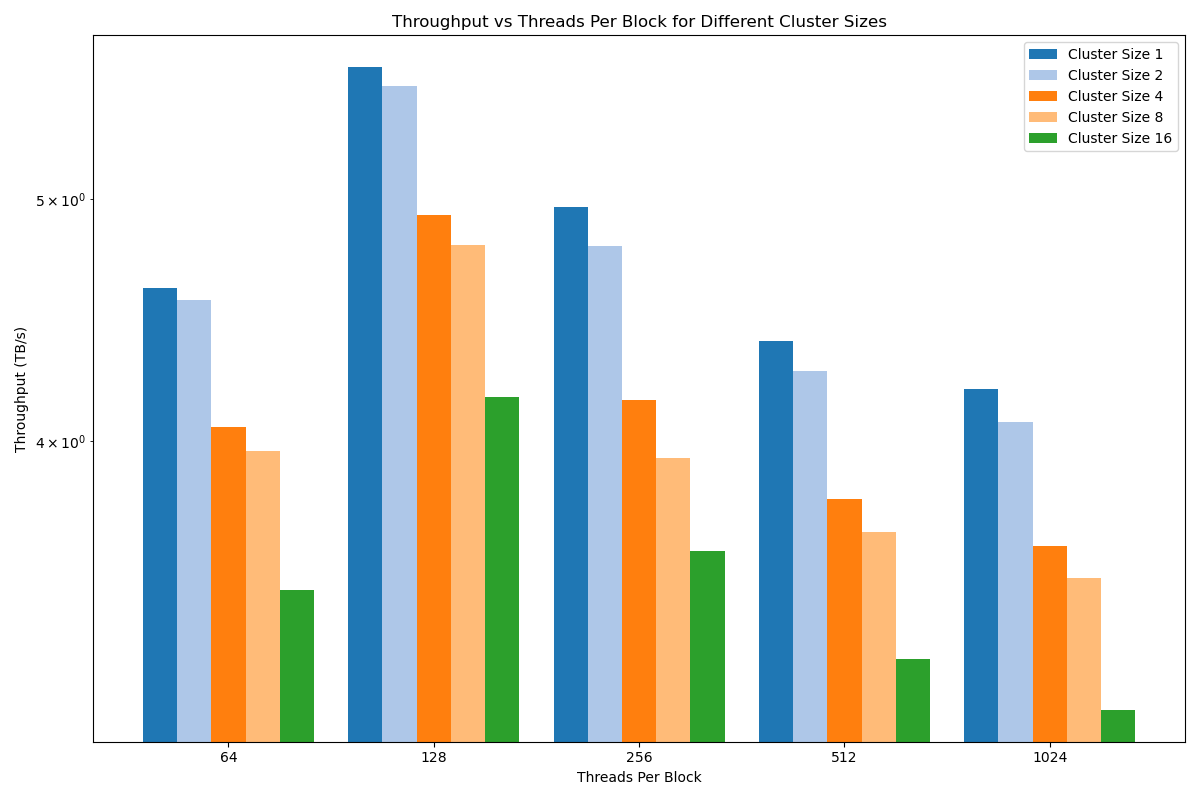 Throughput vs Threads Per Block for Different Cluster Sizes
Cluster Size 1
Cluster Size 2
Cluster Size 4
Cluster Size 8
Cluster Size 16
Throughput (TB/s)
5 × 10⁰
4 × 10⁰
64 128 256 512 1024
Threads Per Block